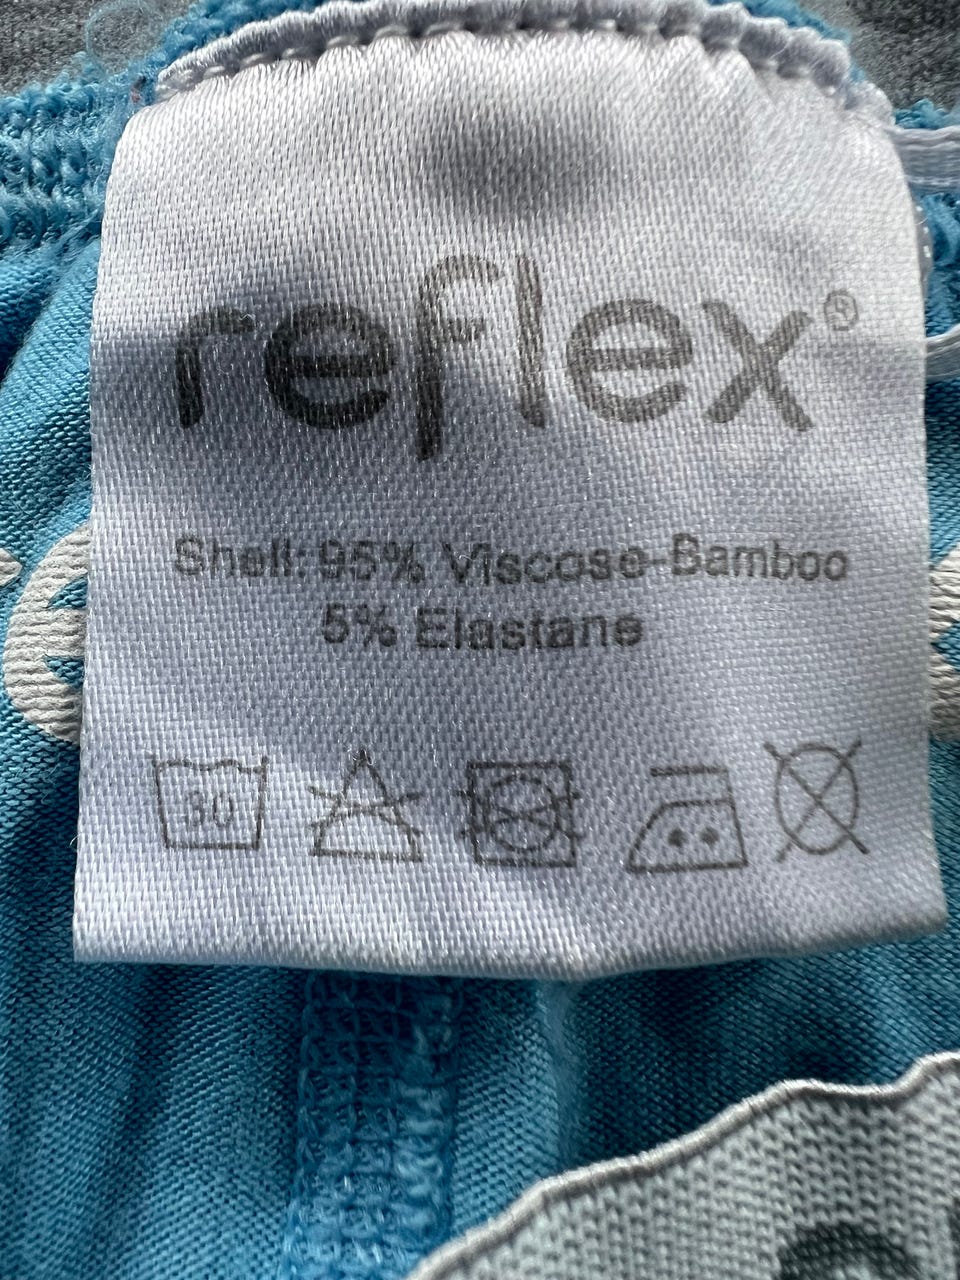 reflex®
Shell: 95% Viscose-Bamboo
5% Elastane
30